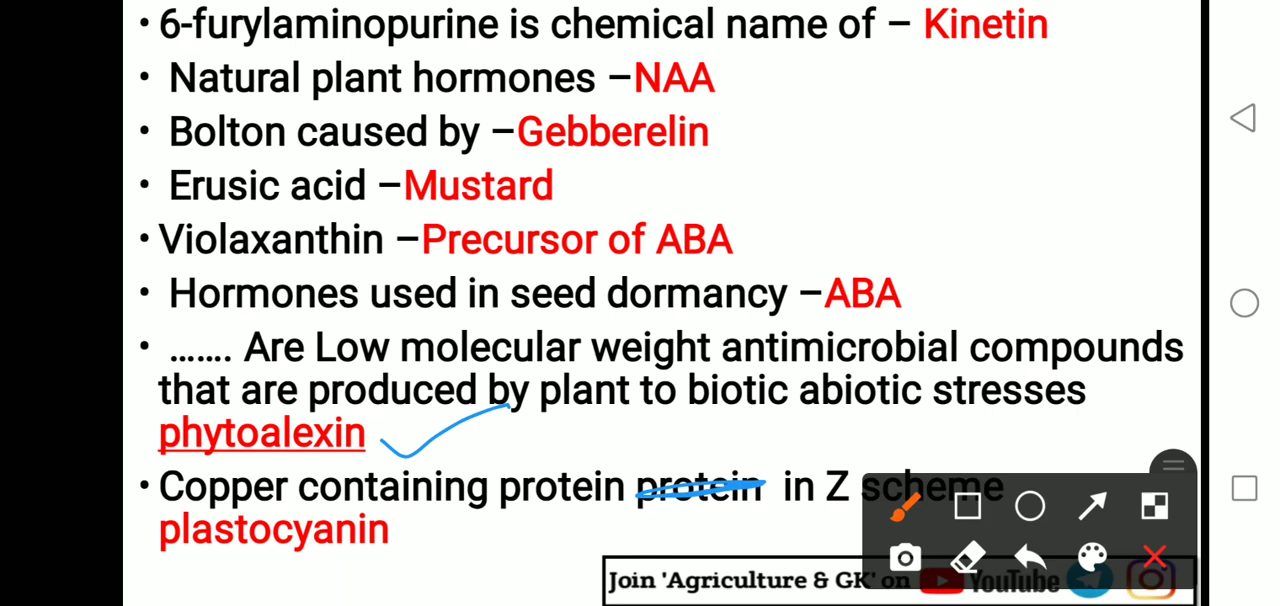 • 6-furylaminopurine is chemical name of – Kinetin
• Natural plant hormones –NAA
• Bolton caused by –Gebberelin
• Erusic acid –Mustard
• Violaxanthin –Precursor of ABA
• Hormones used in seed dormancy –ABA
• ....... Are Low molecular weight antimicrobial compounds
that are produced by plant to biotic abiotic stresses
phytoalexin
• Copper containing protein protein in Z scheme
plastocyanin
Join 'Agriculture & GK' on YouTube